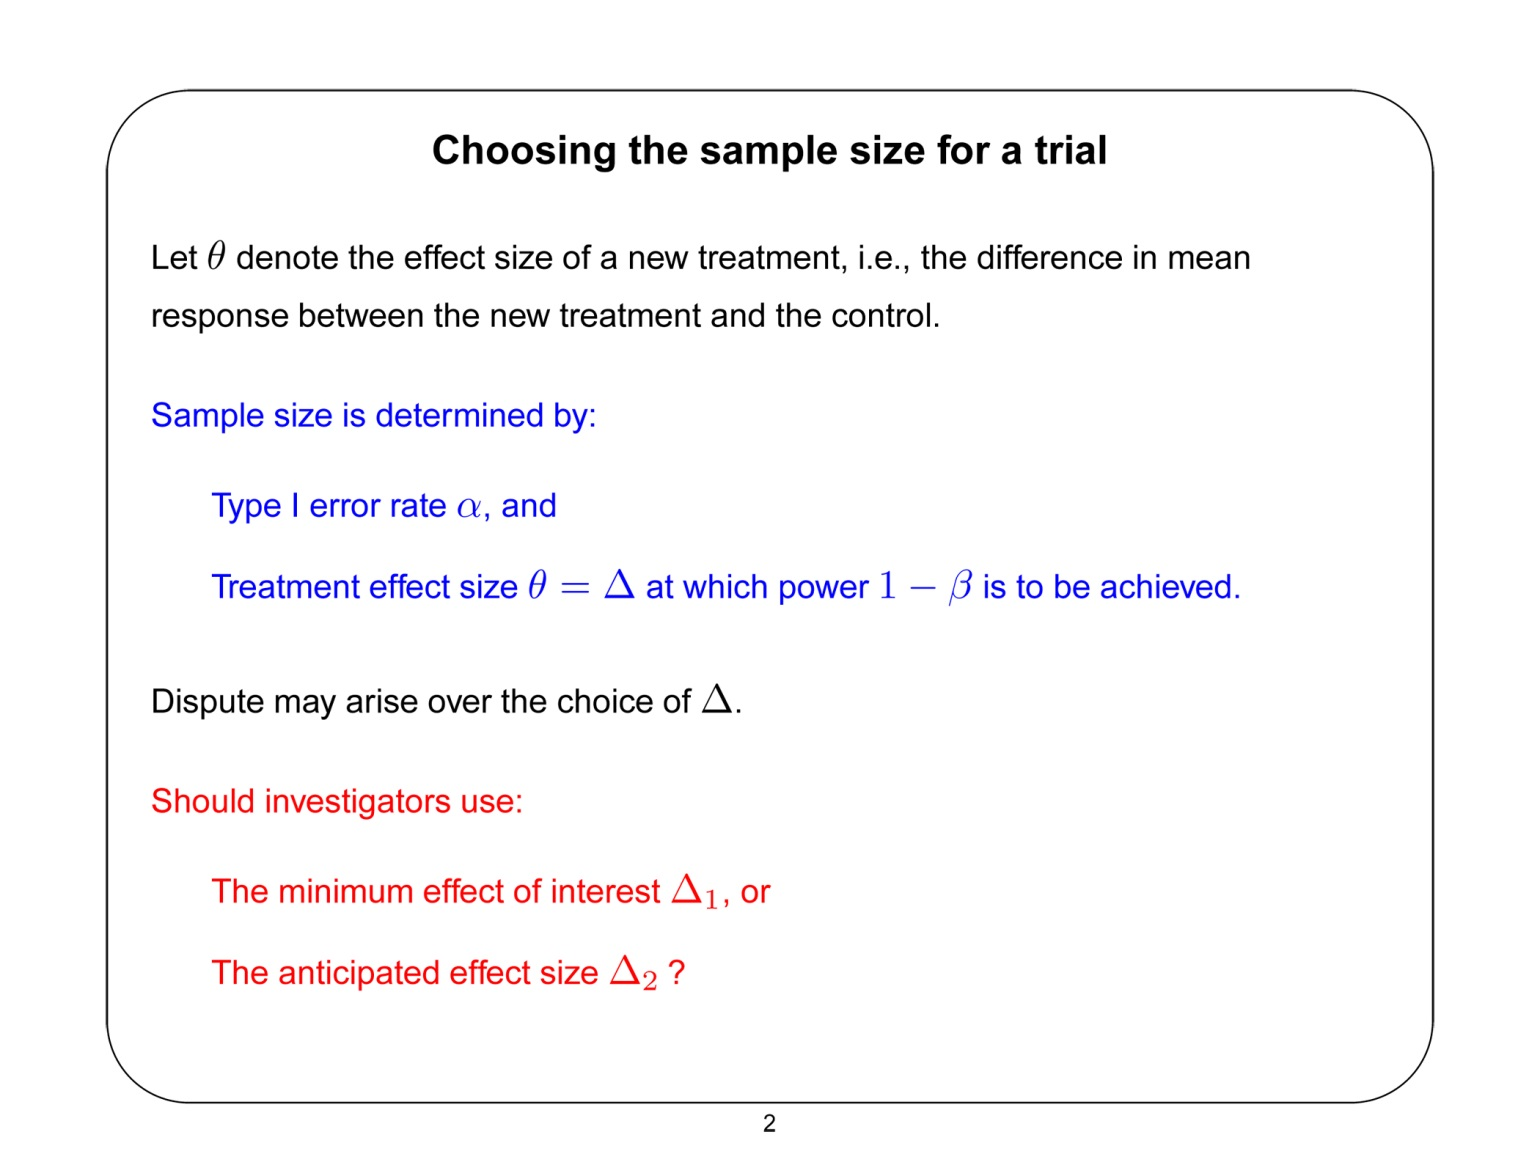 Choosing the sample size for a trial
Let θ denote the effect size of a new treatment, i.e., the difference in mean
response between the new treatment and the control.
Sample size is determined by:
Type I error rate α, and
Treatment effect size θ = Δ at which power 1 − β is to be achieved.
Dispute may arise over the choice of Δ.
Should investigators use:
The minimum effect of interest Δ₁, or
The anticipated effect size Δ₂ ?
2